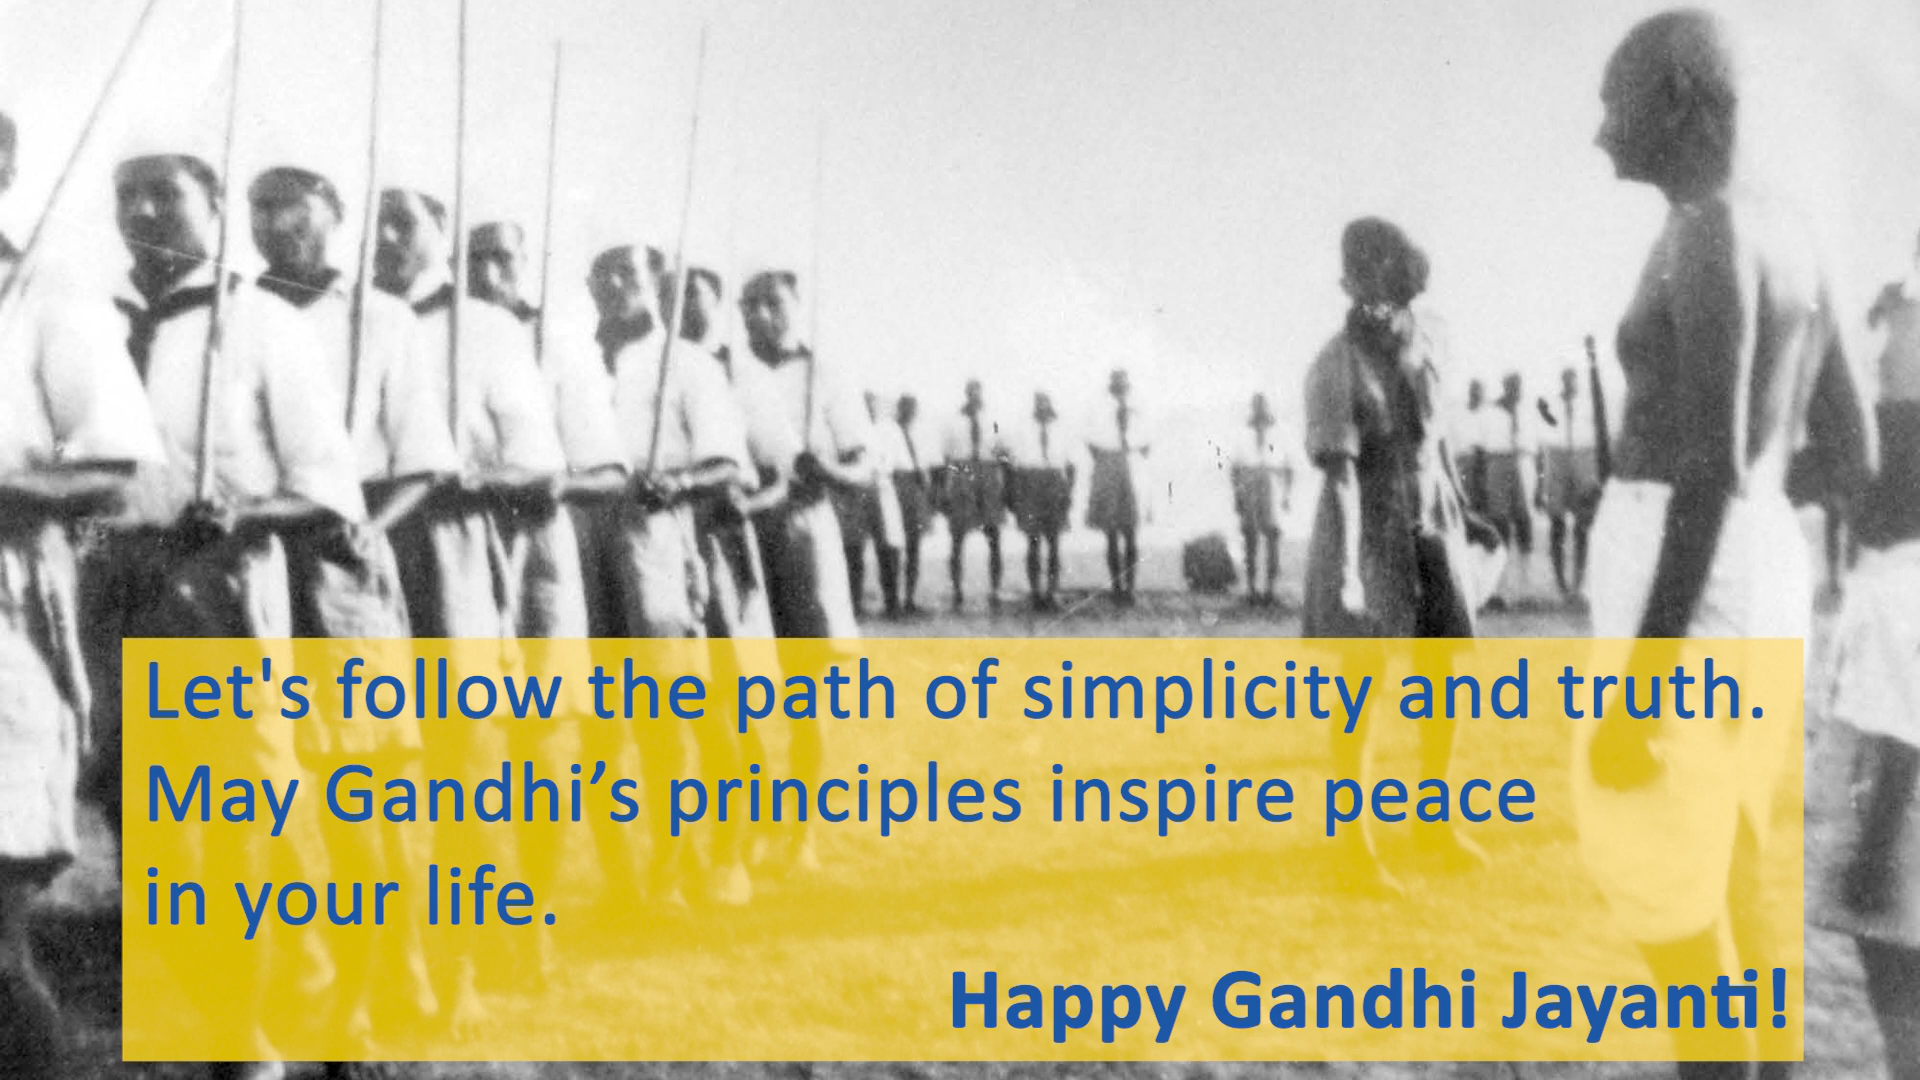 Let's follow the path of simplicity and truth.
May Gandhi’s principles inspire peace
in your life.
Happy Gandhi Jayanti!